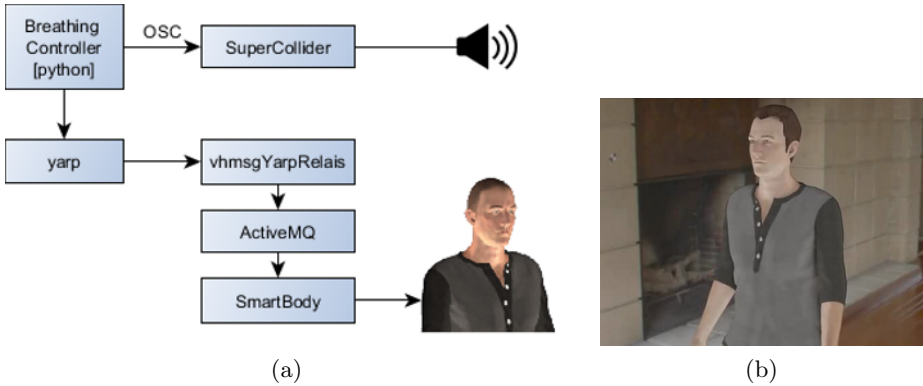 Breathing
Controller
[python]
OSC
SuperCollider
yarp
vhmsgYarpRelais
ActiveMQ
SmartBody
(a)
(b)